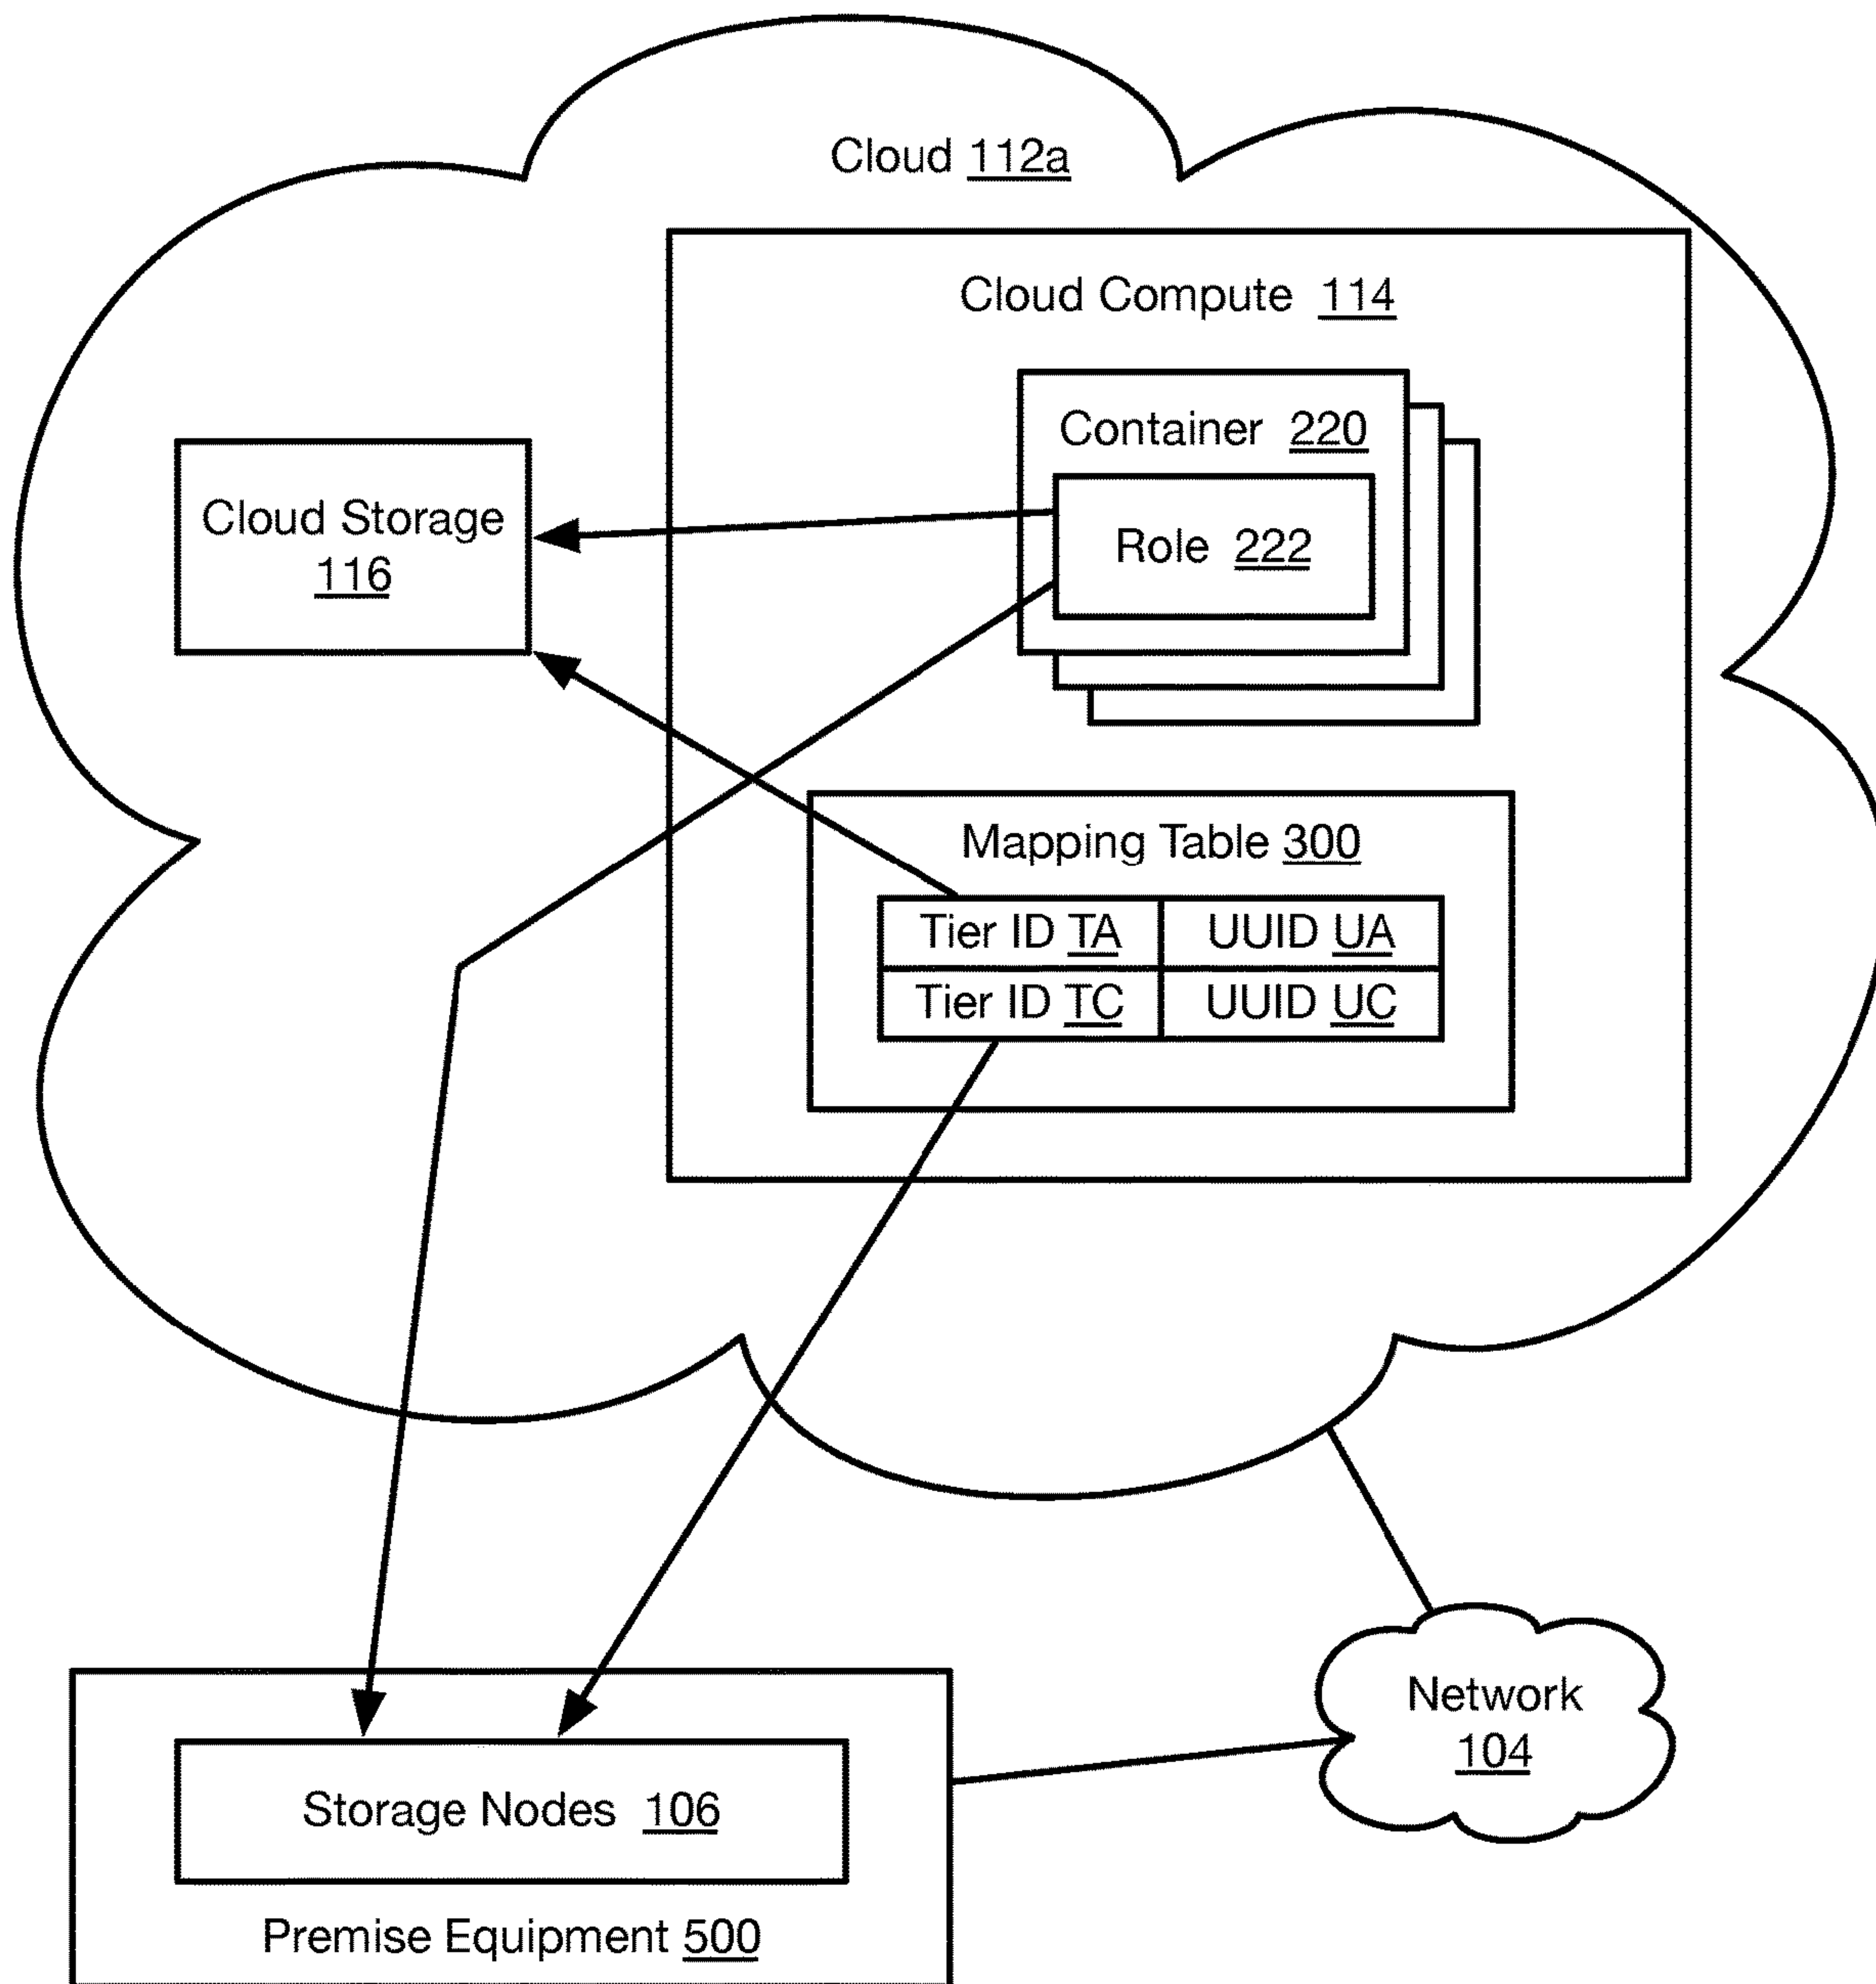 Cloud 112a
Cloud Compute 114
Container 220
Cloud Storage
116
Role 222
Mapping Table 300
Tier ID TA UUID UA
Tier ID TC UUID UC
Network
104
Storage Nodes 106
Premise Equipment 500